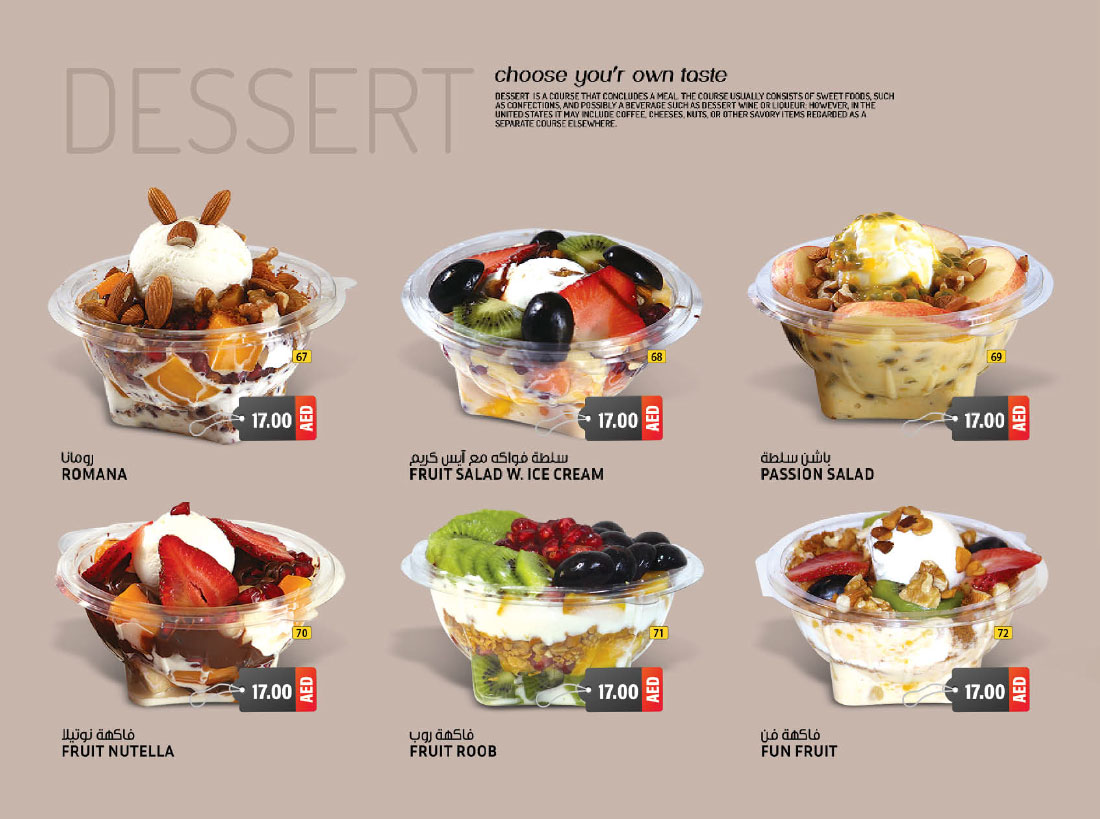 DESSERT
choose you'r own taste
DESSERT IS A COURSE THAT CONCLUDES A MEAL. THE COURSE USUALLY CONSISTS OF SWEET FOODS, SUCH
AS CONFECTIONS, AND POSSIBLY A BEVERAGE SUCH AS DESSERT WINE OR LIQUEUR; HOWEVER, IN THE
UNITED STATES IT MAY INCLUDE COFFEE, CHEESES, NUTS, OR OTHER SAVORY ITEMS REGARDED AS A
SEPARATE COURSE ELSEWHERE.
67
17.00 AED
رومانا
ROMANA
68
17.00 AED
سلطة فواكه مع آيس كريم
FRUIT SALAD W. ICE CREAM
69
17.00 AED
باشن سلطة
PASSION SALAD
70
17.00 AED
فاكهة نوتيلا
FRUIT NUTELLA
71
17.00 AED
فاكهة روب
FRUIT ROOB
72
17.00 AED
فاكهة فن
FUN FRUIT